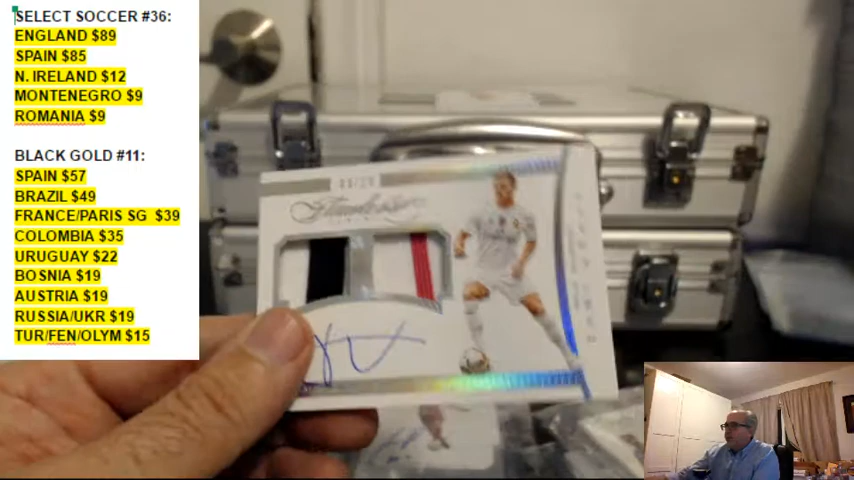 SELECT SOCCER #36:
ENGLAND $89
SPAIN $85
N. IRELAND $12
MONTENEGRO $9
ROMANIA $9
BLACK GOLD #11:
SPAIN $57
BRAZIL $49
FRANCE/PARIS SG $39
COLOMBIA $35
URUGUAY $22
BOSNIA $19
AUSTRIA $19
RUSSIA/UKR $19
TUR/FEN/OLYM $15
Flawless